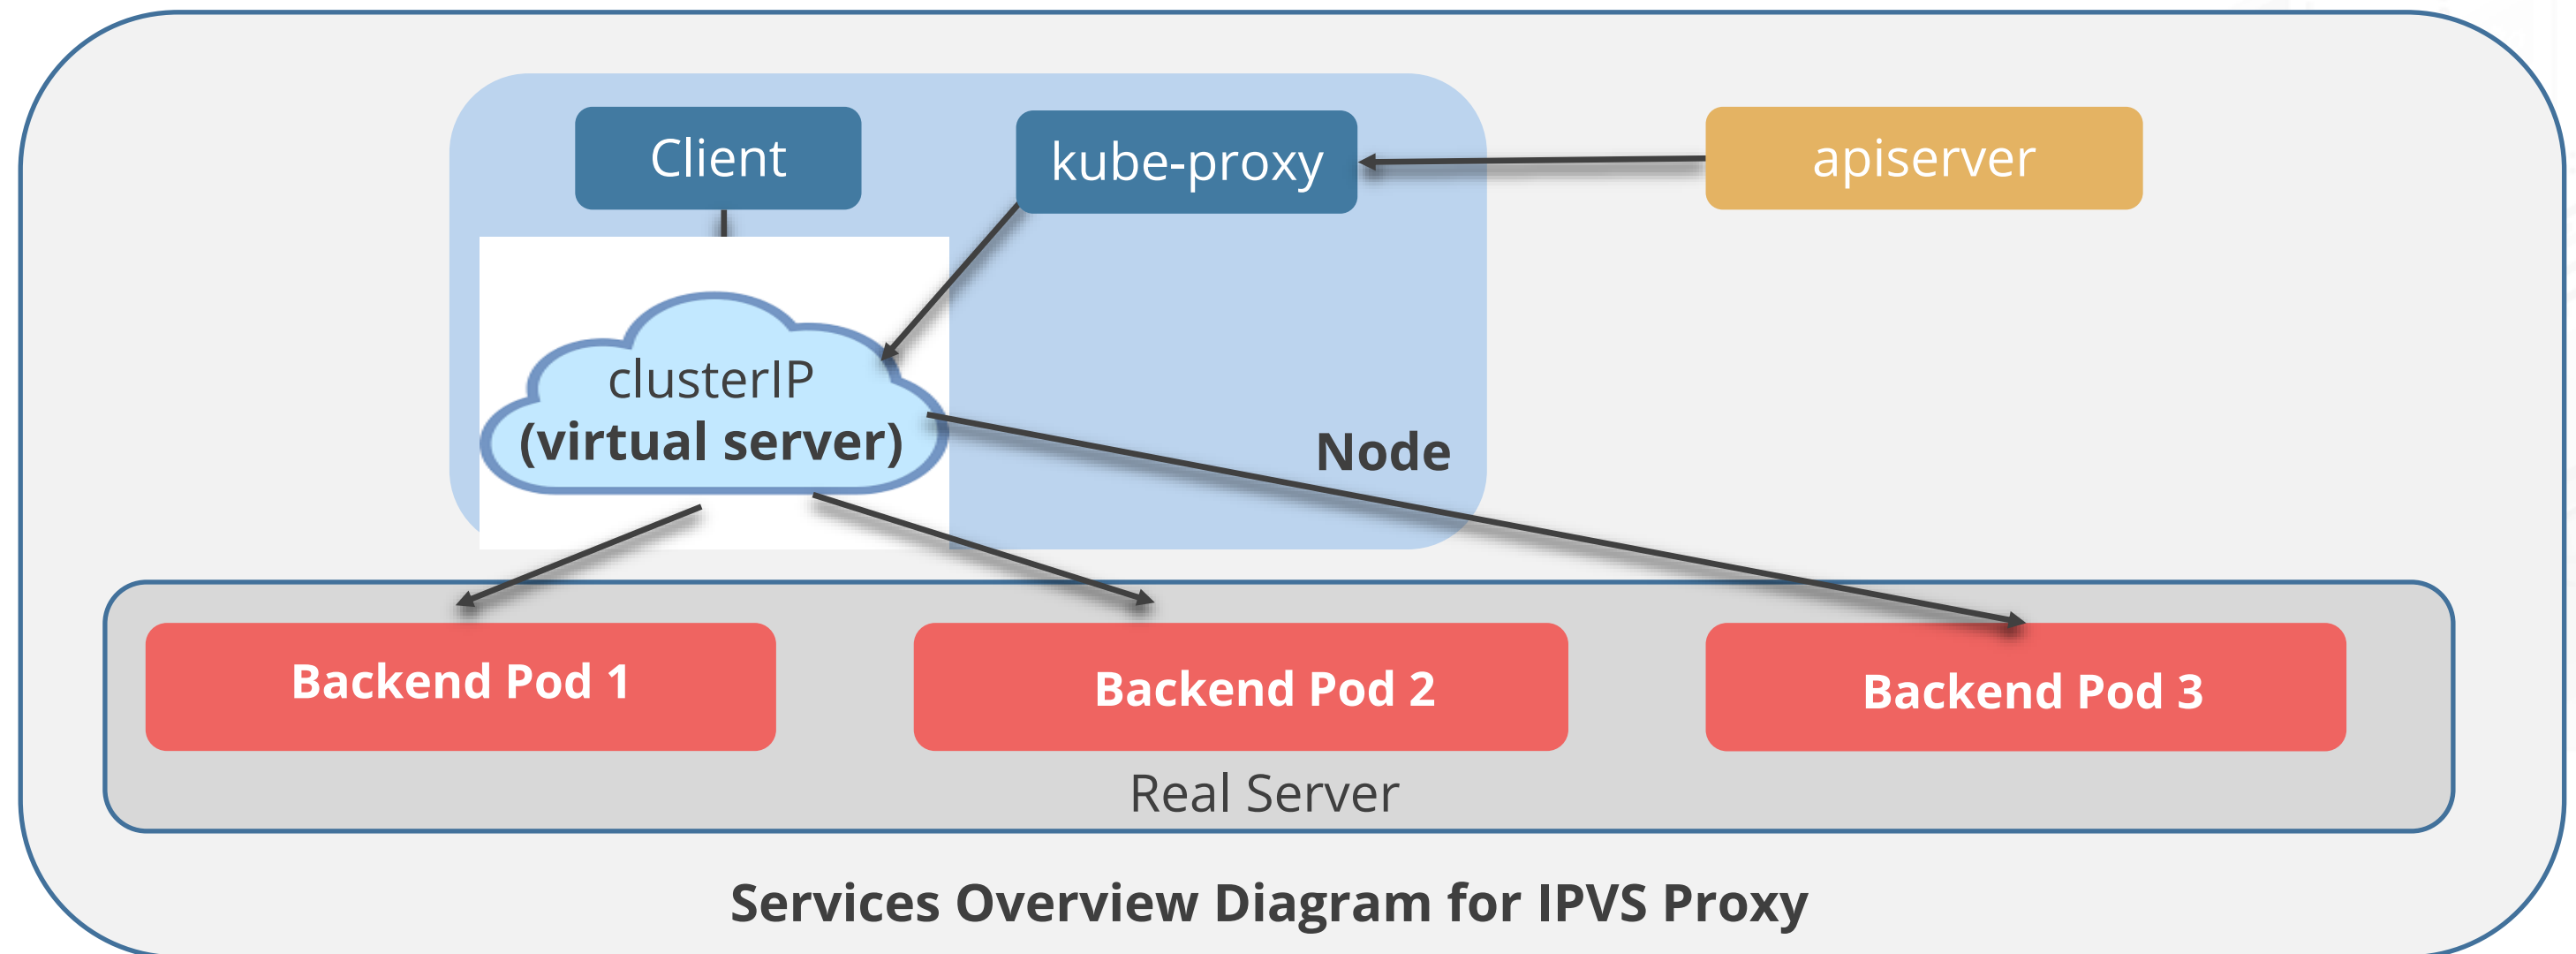 Client
kube-proxy
apiserver
clusterIP
(virtual server)
Node
Backend Pod 1
Backend Pod 2
Backend Pod 3
Real Server
Services Overview Diagram for IPVS Proxy